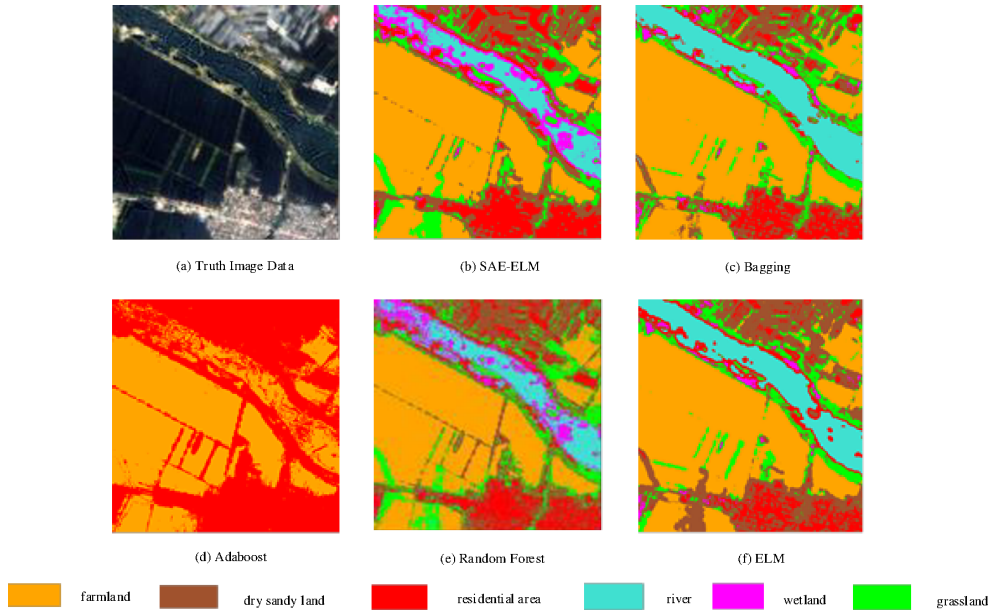 (a) Truth Image Data
(b) SAE-ELM
(c) Bagging
(d) Adaboost
(e) Random Forest
(f) ELM
farmland
dry sandy land
residential area
river
wetland
grassland